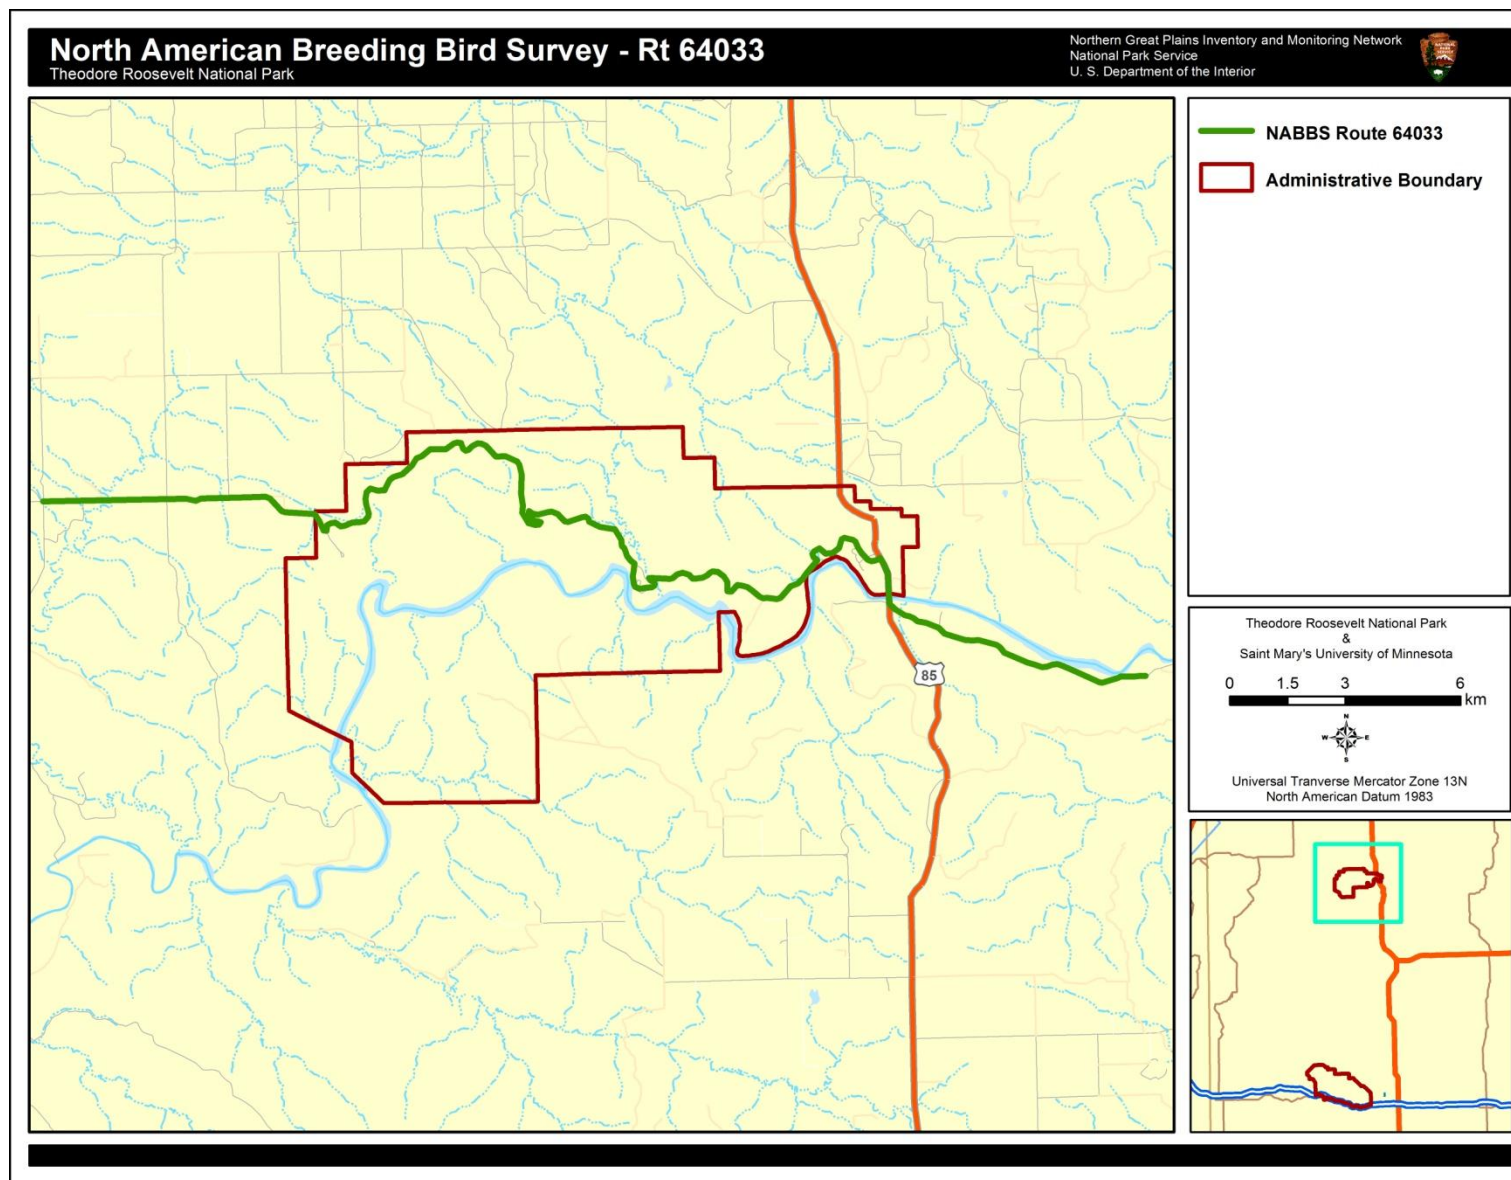 North American Breeding Bird Survey - Rt 64033
Theodore Roosevelt National Park
Northern Great Plains Inventory and Monitoring Network
National Park Service
U. S. Department of the Interior
NABBS Route 64033
Administrative Boundary
85
Theodore Roosevelt National Park
&
Saint Mary's University of Minnesota
0 1.5 3 6
km
N
W E
S
Universal Tranverse Mercator Zone 13N
North American Datum 1983